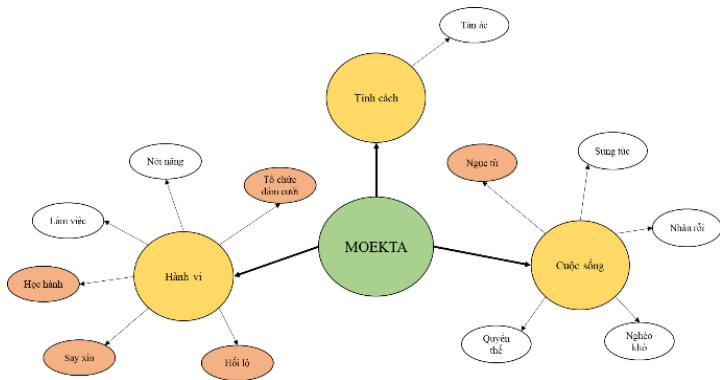 Tàn ác
Tính cách
Nói năng
Tổ chức
đám cưới
Ngục tù
Sung túc
Làm việc
Nhàn rỗi
MOEKTA
Học hành
Hành vi
Cuộc sống
Say xỉn
Hối lộ
Quyền
thế
Nghèo
khó